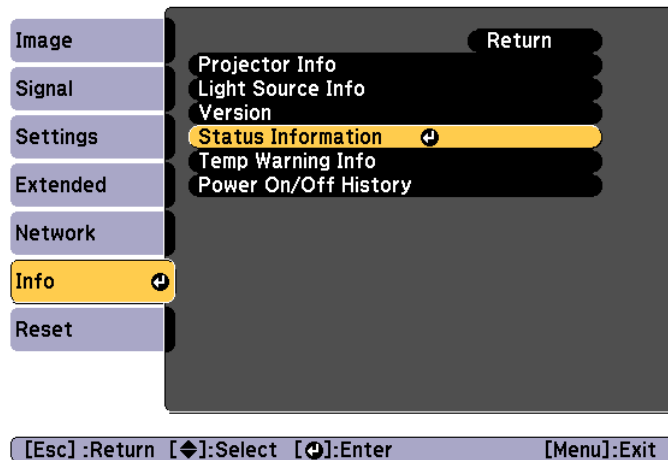 Image
Signal
Settings
Extended
Network
Info
Reset
Return
Projector Info
Light Source Info
Version
Status Information
Temp Warning Info
Power On/Off History
[Esc] :Return [◆]:Select [⏎]:Enter [Menu]:Exit